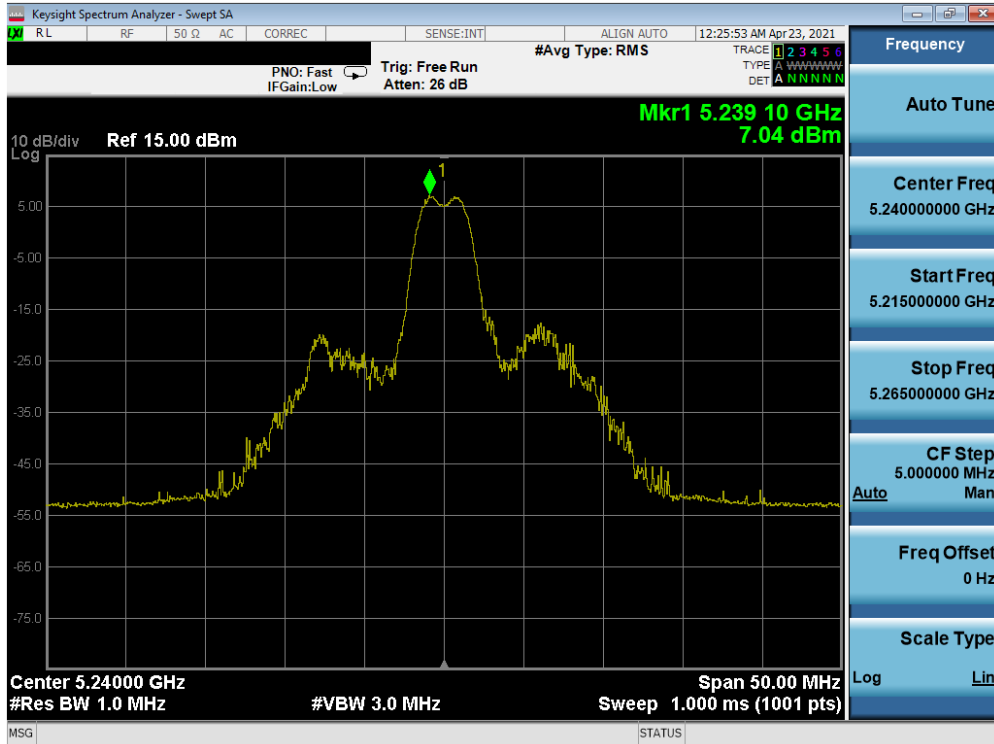 Keysight Spectrum Analyzer - Swept SA
LXI RL RF 50 Ω AC CORREC SENSE:INT ALIGN AUTO 12:25:53 AM Apr 23, 2021
#Avg Type: RMS
TRACE 1 2 3 4 5 6
TYPE A WWWWW
DET A N N N N N
PNO: Fast
IFGain:Low
Trig: Free Run
Atten: 26 dB
Mkr1 5.239 10 GHz
7.04 dBm
10 dB/div
Log
Ref 15.00 dBm
1
5.00
-5.00
-15.0
-25.0
-35.0
-45.0
-55.0
-65.0
-75.0
Center 5.24000 GHz
Span 50.00 MHz
#Res BW 1.0 MHz
#VBW 3.0 MHz
Sweep 1.000 ms (1001 pts)
MSG
STATUS
Frequency
Auto Tune
Center Freq
5.240000000 GHz
Start Freq
5.215000000 GHz
Stop Freq
5.265000000 GHz
CF Step
5.000000 MHz
Auto Man
Freq Offset
0 Hz
Scale Type
Log Lin